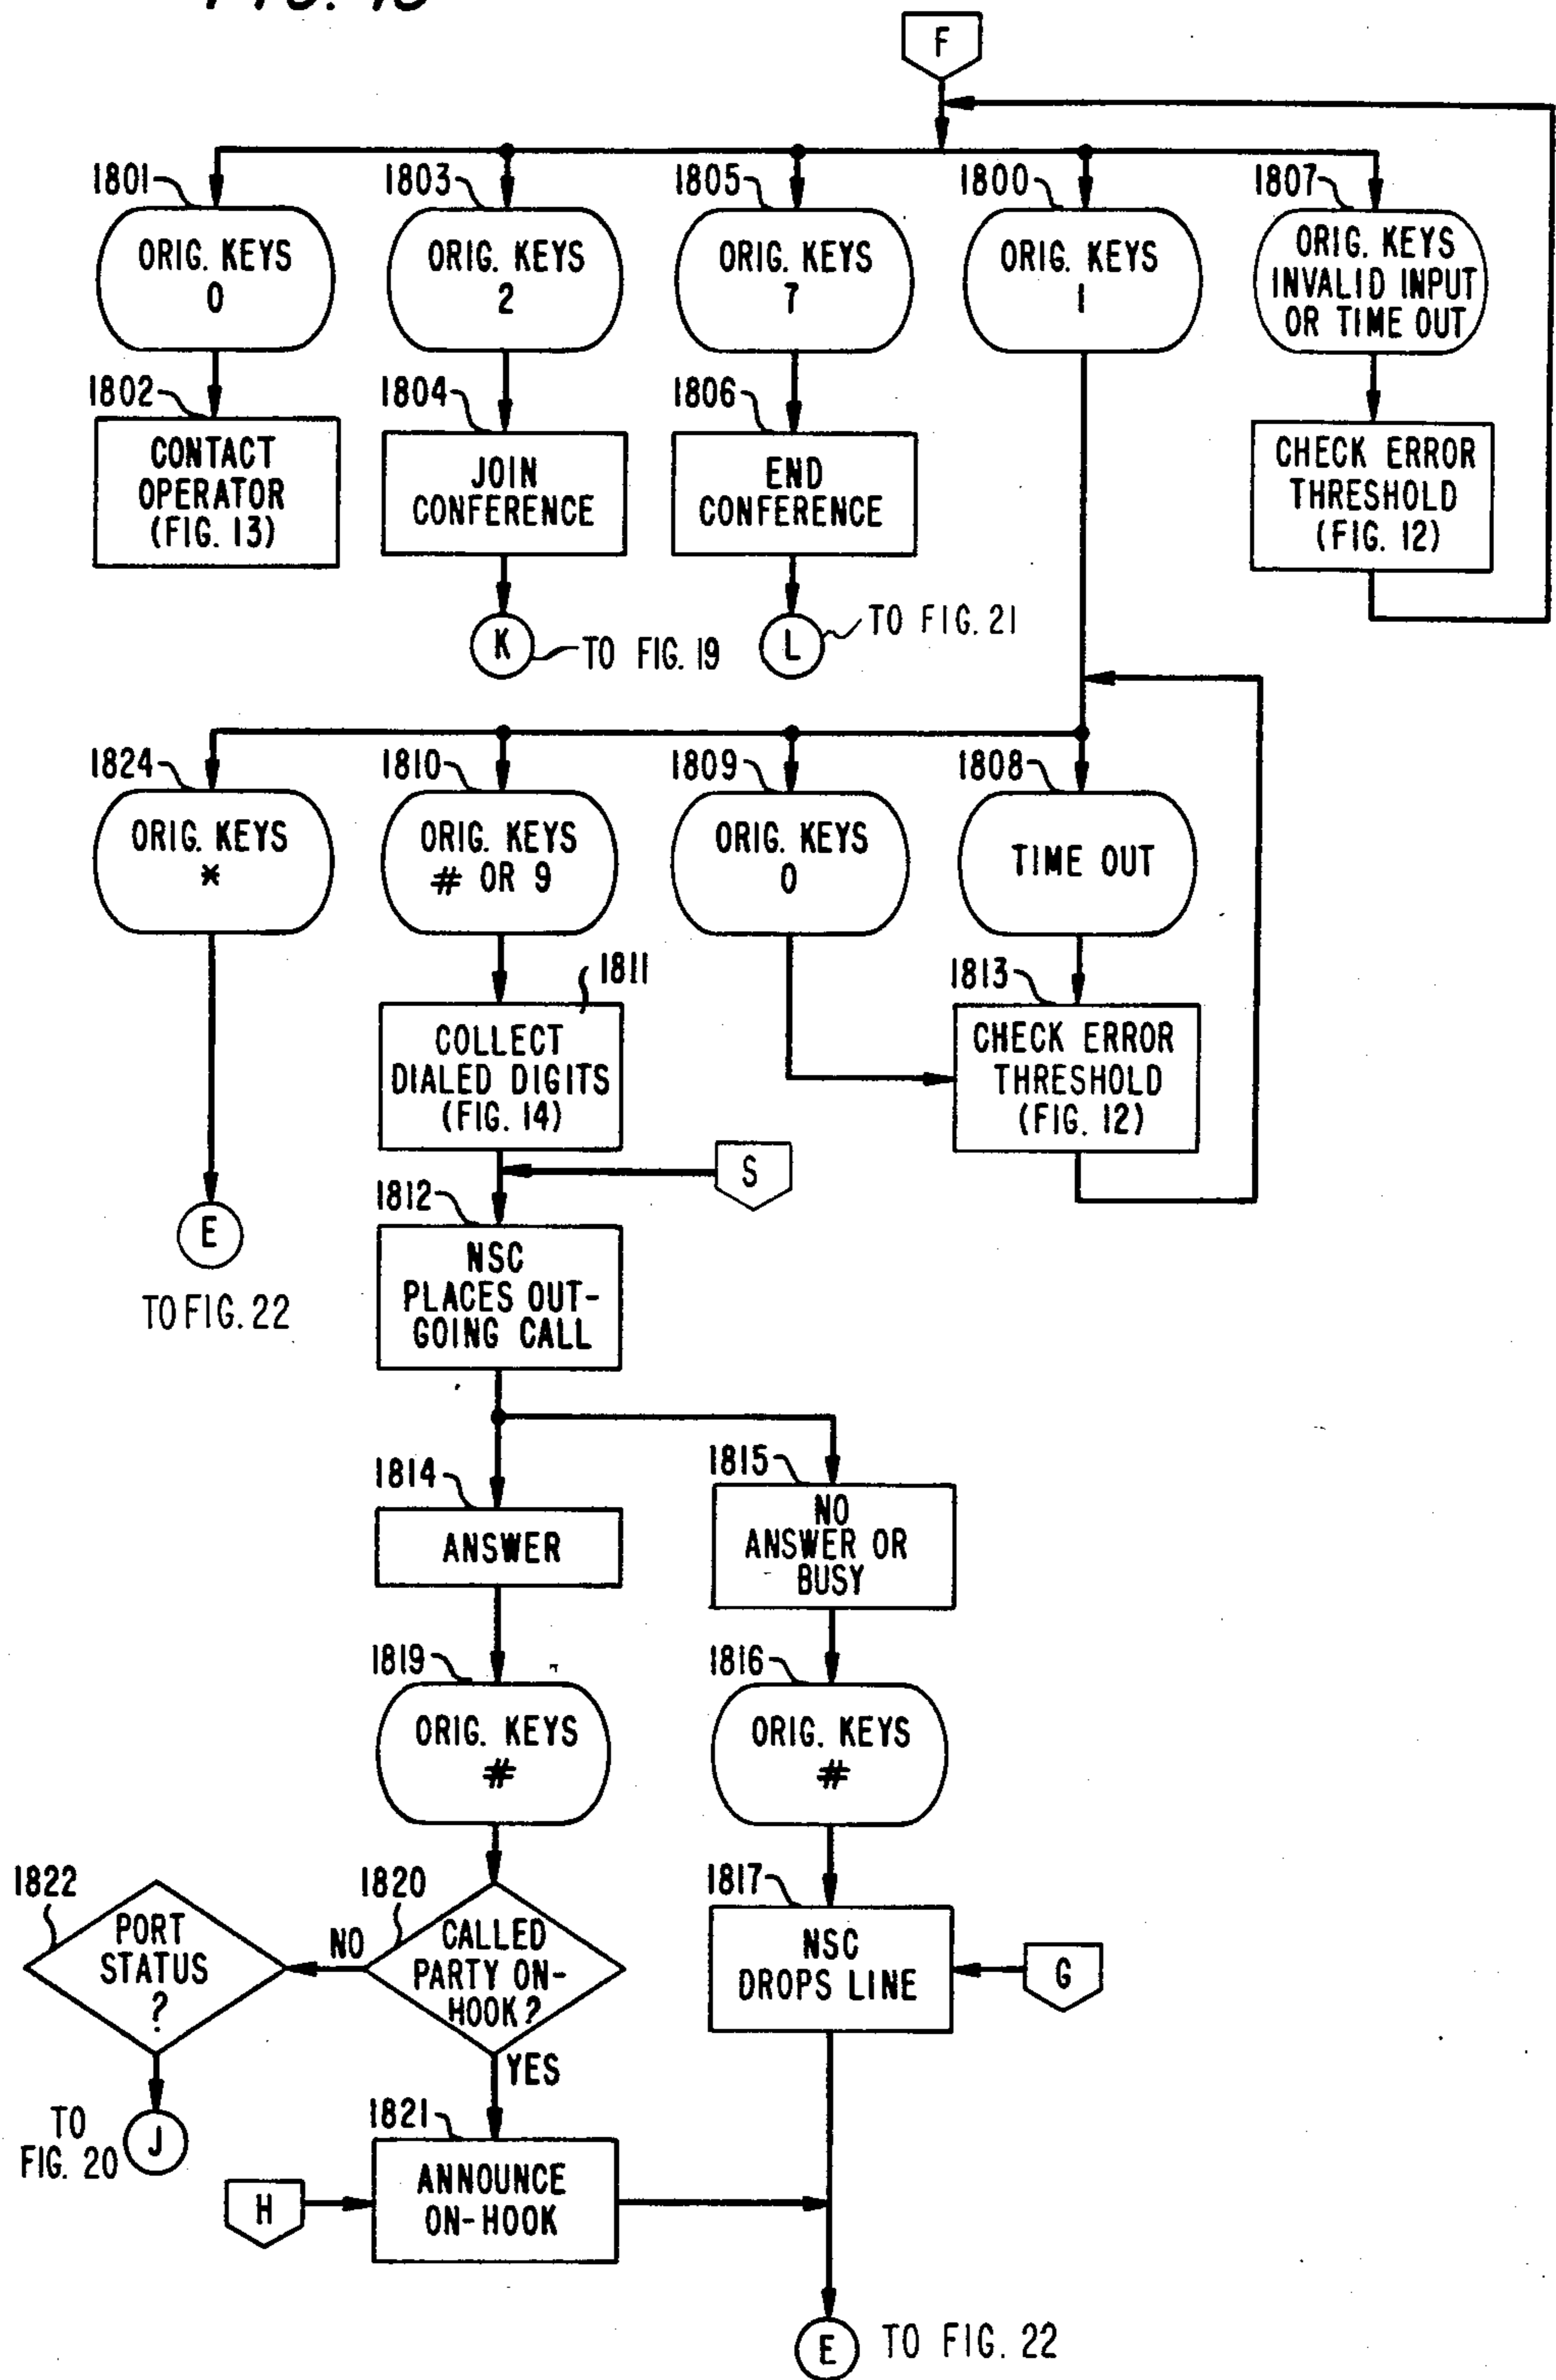 F
1801
1803
1805
1800
1807
ORIG. KEYS
0
ORIG. KEYS
2
ORIG. KEYS
7
ORIG. KEYS
1
ORIG. KEYS
INVALID INPUT
OR TIME OUT
1802
1804
1806
CONTACT
OPERATOR
(FIG. 13)
JOIN
CONFERENCE
END
CONFERENCE
CHECK ERROR
THRESHOLD
(FIG. 12)
K
TO FIG. 19
L
TO FIG. 21
1824
1810
1809
1808
ORIG. KEYS
*
ORIG. KEYS
# OR 9
ORIG. KEYS
0
TIME OUT
1811
1813
COLLECT
DIALED DIGITS
(FIG. 14)
CHECK ERROR
THRESHOLD
(FIG. 12)
S
1812
E
TO FIG. 22
NSC
PLACES OUT-
GOING CALL
1814
1815
ANSWER
NO
ANSWER OR
BUSY
1819
1816
ORIG. KEYS
#
ORIG. KEYS
#
1822
1820
1817
PORT
STATUS
?
NO
CALLED
PARTY ON-
HOOK?
NSC
DROPS LINE
G
YES
TO
FIG. 20
J
1821
H
ANNOUNCE
ON-HOOK
E
TO FIG. 22